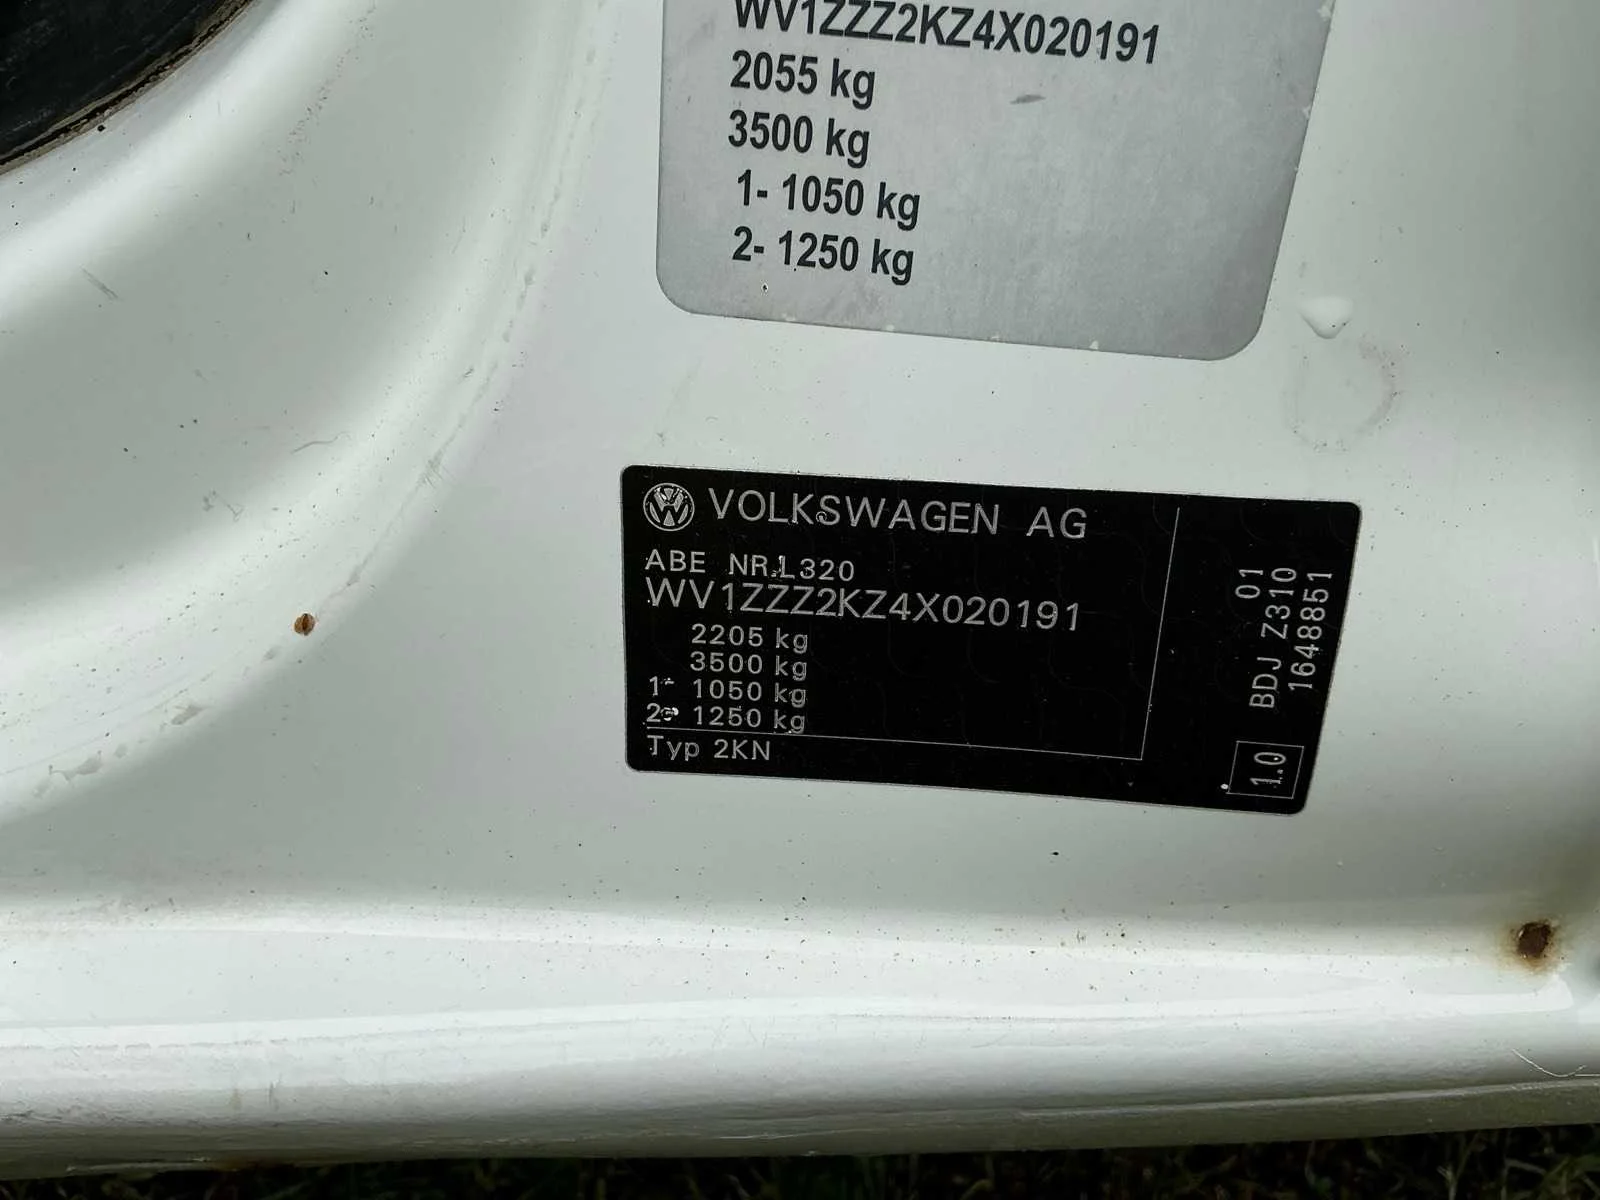 WV1ZZZ2KZ4X020191
2055 kg
3500 kg
1- 1050 kg
2- 1250 kg
VOLKSWAGEN AG
ABE NR.L320
WV1ZZZ2KZ4X020191
2205 kg
3500 kg
1- 1050 kg
2- 1250 kg
Typ 2KN
01
BDJ Z310
1648851
1.0